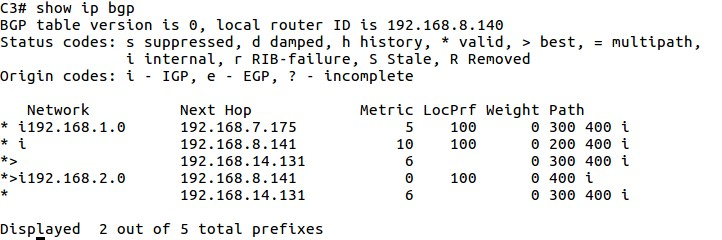 C3# show ip bgp
BGP table version is 0, local router ID is 192.168.8.140
Status codes: s suppressed, d damped, h history, * valid, > best, = multipath,
              i internal, r RIB-failure, S Stale, R Removed
Origin codes: i - IGP, e - EGP, ? - incomplete

   Network          Next Hop            Metric LocPrf Weight Path
* i192.168.1.0      192.168.7.175            5    100      0 300 400 i
* i                 192.168.8.141           10    100      0 200 400 i
*>                  192.168.14.131           6             0 300 400 i
*>i192.168.2.0      192.168.8.141            0    100      0 400 i
*                   192.168.14.131           6             0 300 400 i

Displayed  2 out of 5 total prefixes